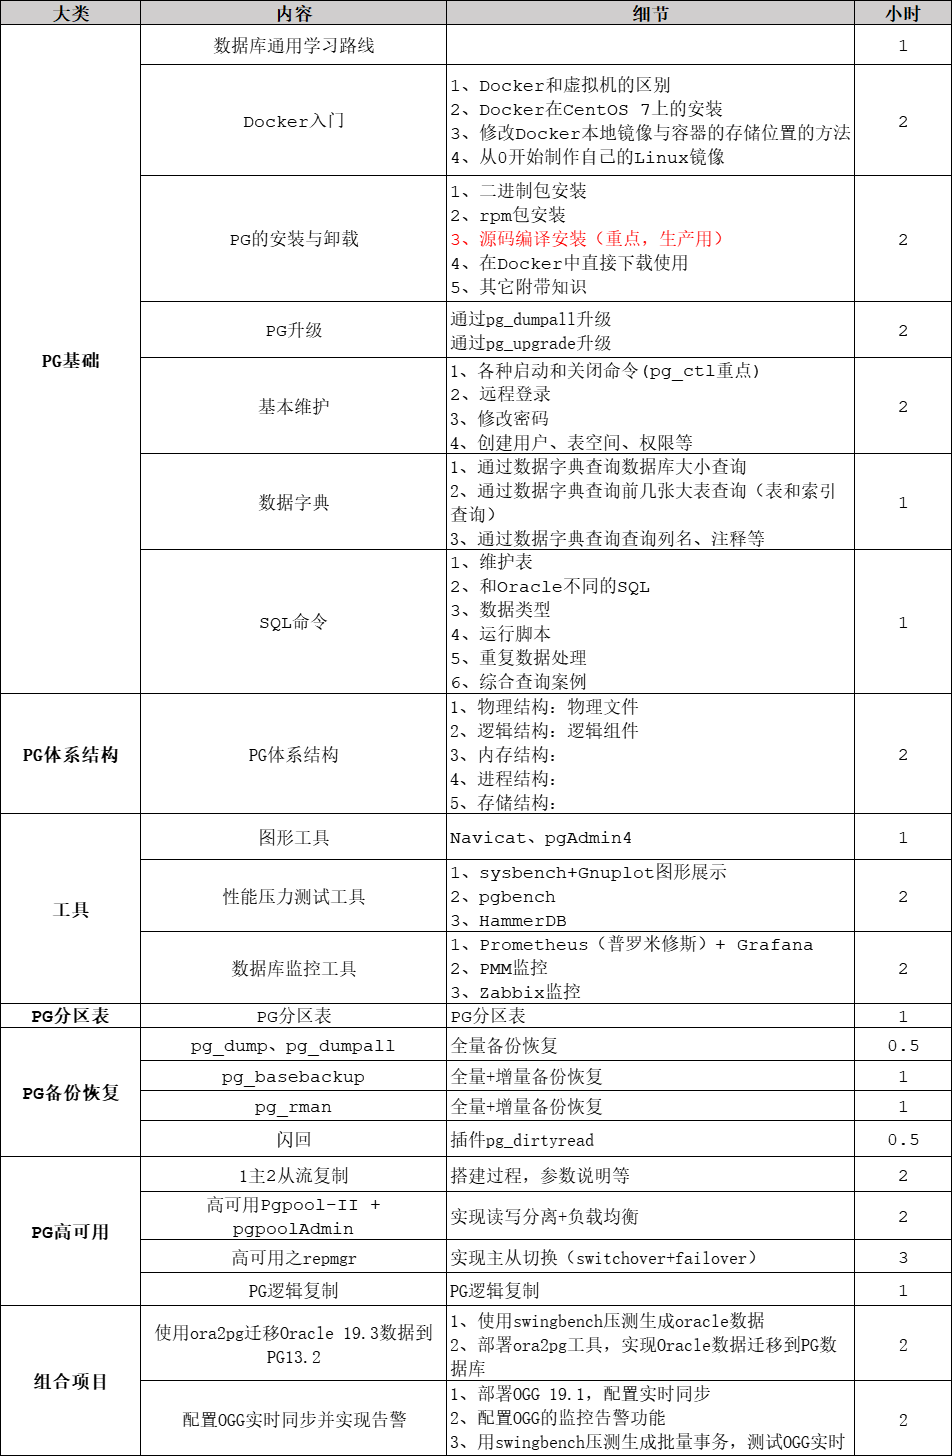 大类 内容 细节 小时
PG基础
数据库通用学习路线 1
Docker入门
1、Docker和虚拟机的区别
2、Docker在CentOS 7上的安装
3、修改Docker本地镜像与容器的存储位置的方法
4、从0开始制作自己的Linux镜像
2
PG的安装与卸载
1、二进制包安装
2、rpm包安装
3、源码编译安装（重点，生产用）
4、在Docker中直接下载使用
5、其它附带知识
2
PG升级
通过pg_dumpall升级
通过pg_upgrade升级
2
基本维护
1、各种启动和关闭命令(pg_ctl重点)
2、远程登录
3、修改密码
4、创建用户、表空间、权限等
2
数据字典
1、通过数据字典查询数据库大小查询
2、通过数据字典查询前几张大表查询（表和索引
查询）
3、通过数据字典查询查询列名、注释等
1
SQL命令
1、维护表
2、和Oracle不同的SQL
3、数据类型
4、运行脚本
5、重复数据处理
6、综合查询案例
1
PG体系结构
PG体系结构
1、物理结构：物理文件
2、逻辑结构：逻辑组件
3、内存结构：
4、进程结构：
5、存储结构：
2
工具
图形工具 Navicat、pgAdmin4 1
性能压力测试工具
1、sysbench+Gnuplot图形展示
2、pgbench
3、HammerDB
2
数据库监控工具
1、Prometheus（普罗米修斯）+ Grafana
2、PMM监控
3、Zabbix监控
2
PG分区表 PG分区表 PG分区表 1
PG备份恢复
pg_dump、pg_dumpall 全量备份恢复 0.5
pg_basebackup 全量+增量备份恢复 1
pg_rman 全量+增量备份恢复 1
闪回 插件pg_dirtyread 0.5
PG高可用
1主2从流复制 搭建过程，参数说明等 2
高可用Pgpool-II +
pgpoolAdmin
实现读写分离+负载均衡 2
高可用之repmgr 实现主从切换（switchover+failover） 3
PG逻辑复制 PG逻辑复制 1
组合项目
使用ora2pg迁移Oracle 19.3数据到
PG13.2
1、使用swingbench压测生成oracle数据
2、部署ora2pg工具，实现Oracle数据迁移到PG数
据库
2
配置OGG实时同步并实现告警
1、部署OGG 19.1，配置实时同步
2、配置OGG的监控告警功能
3、用swingbench压测生成批量事务，测试OGG实时
2